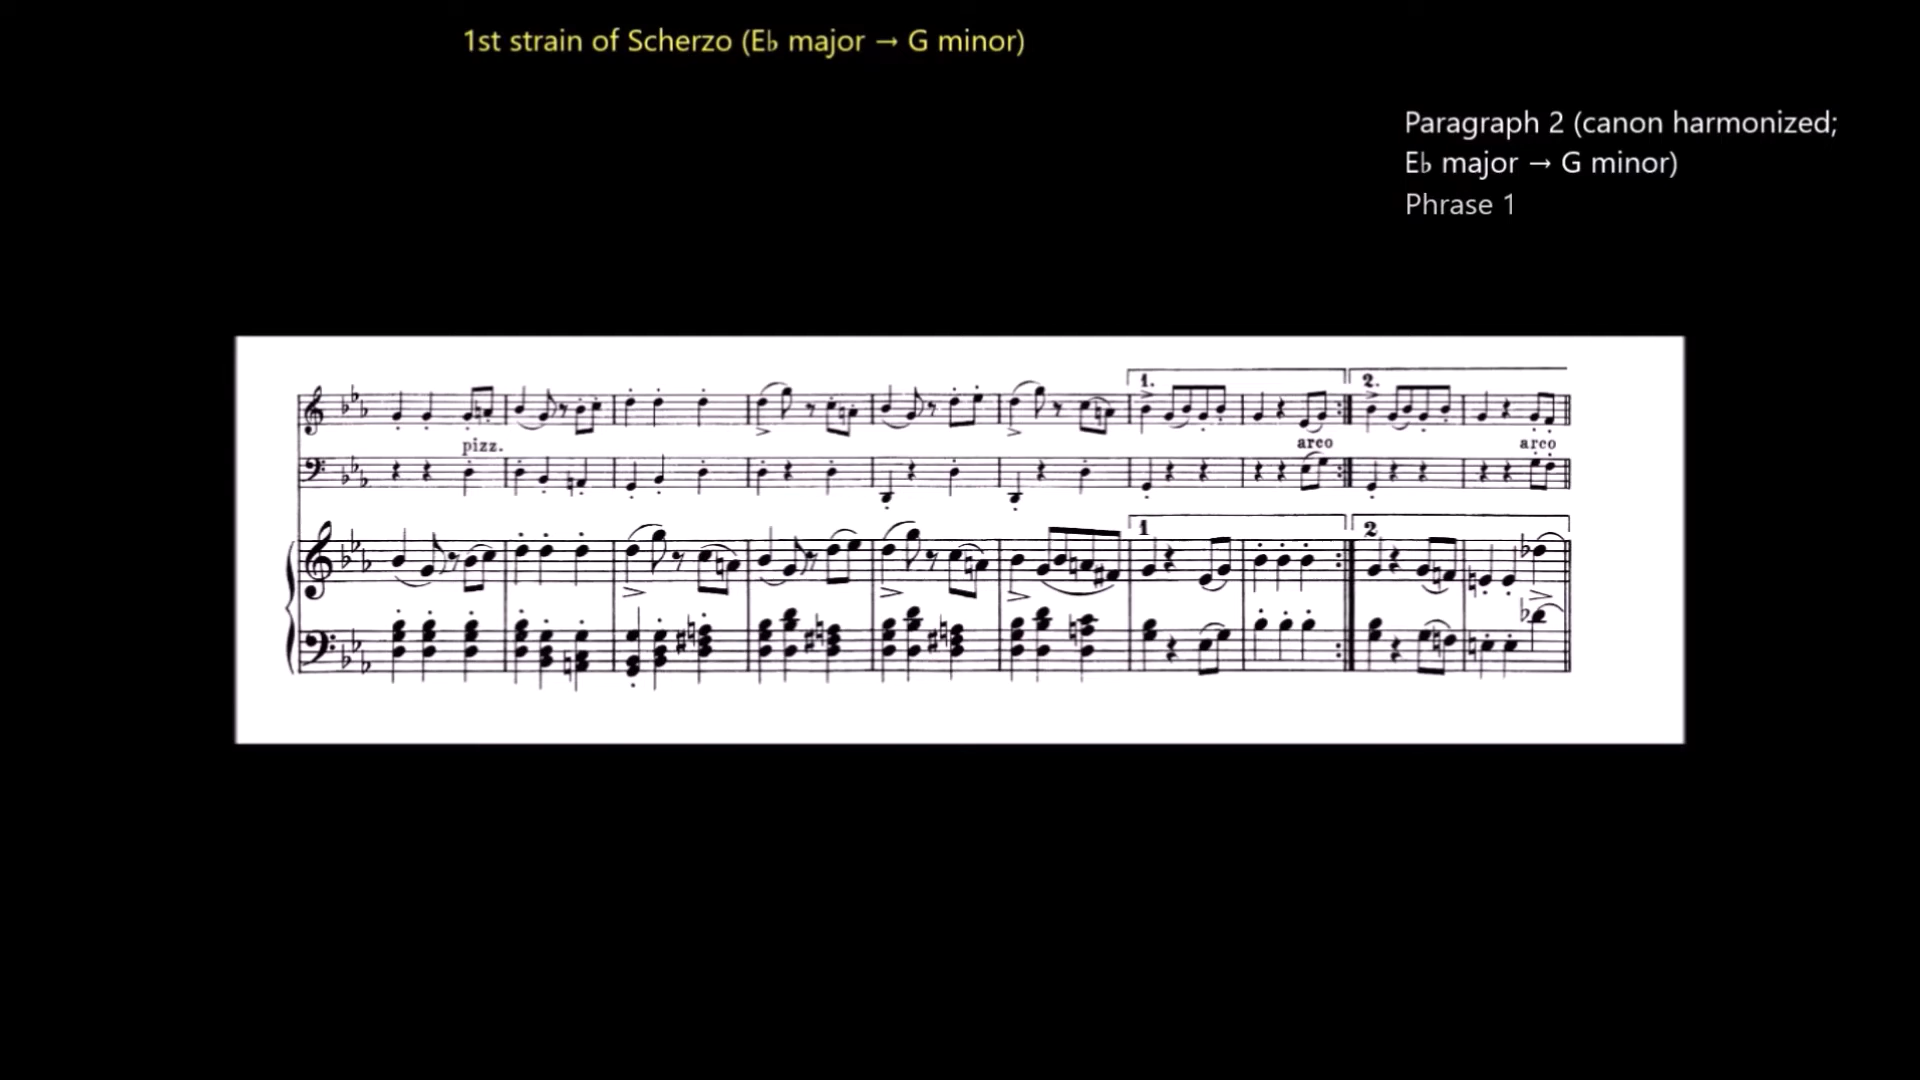 1st strain of Scherzo (E♭ major → G minor)
Paragraph 2 (canon harmonized;
E♭ major → G minor)
Phrase 1
1. 2.
pizz. arco arco
1 2